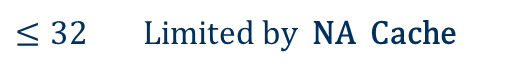 ≤ 32 Limited by NA Cache